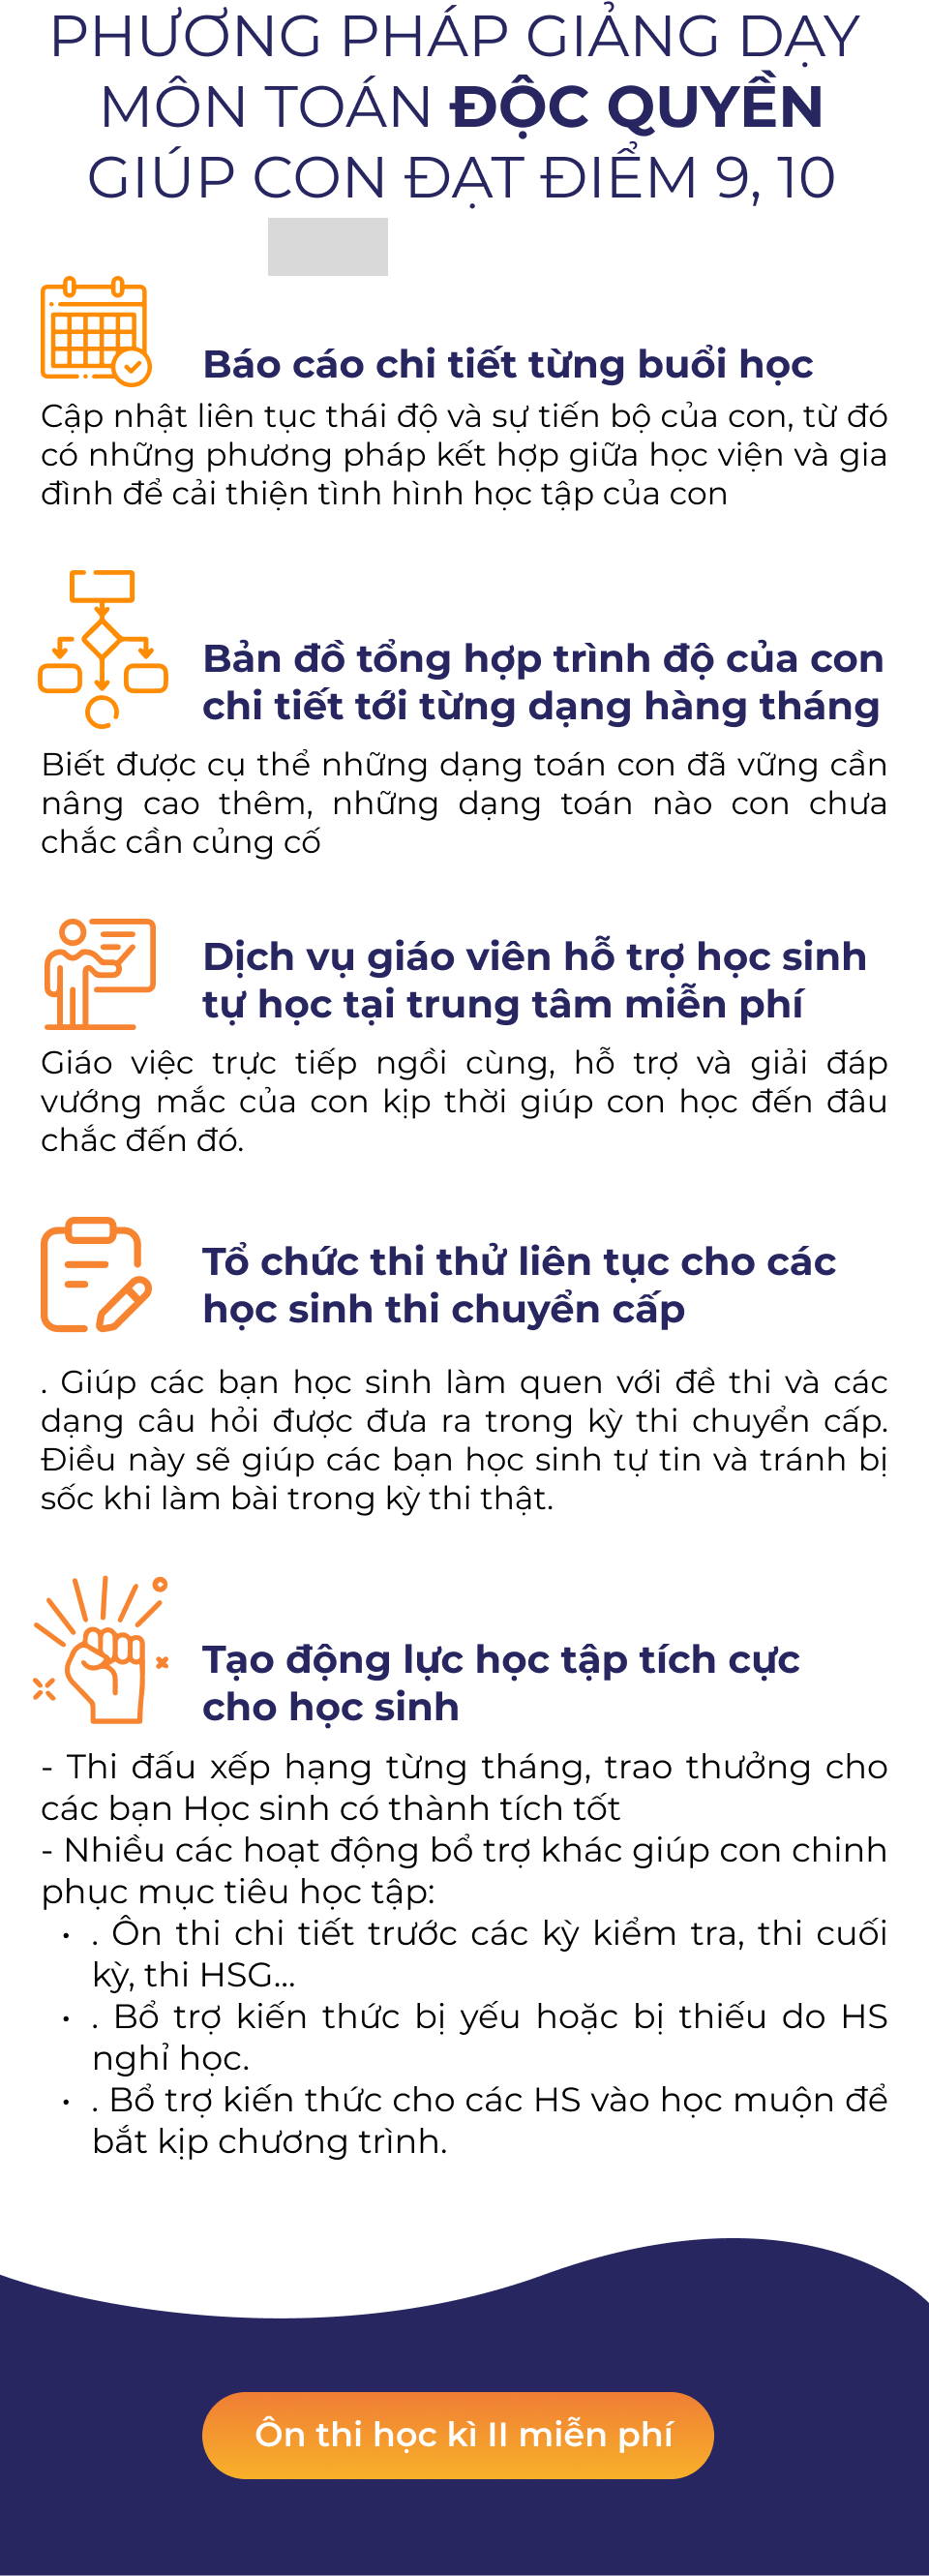 PHƯƠNG PHÁP GIẢNG DẠY
MÔN TOÁN ĐỘC QUYỀN
GIÚP CON ĐẠT ĐIỂM 9, 10
Báo cáo chi tiết từng buổi học
Cập nhật liên tục thái độ và sự tiến bộ của con, từ đó
có những phương pháp kết hợp giữa học viện và gia
đình để cải thiện tình hình học tập của con
Bản đồ tổng hợp trình độ của con
chi tiết tới từng dạng hàng tháng
Biết được cụ thể những dạng toán con đã vững cần
nâng cao thêm, những dạng toán nào con chưa
chắc cần củng cố
Dịch vụ giáo viên hỗ trợ học sinh
tự học tại trung tâm miễn phí
Giáo việc trực tiếp ngồi cùng, hỗ trợ và giải đáp
vướng mắc của con kịp thời giúp con học đến đâu
chắc đến đó.
Tổ chức thi thử liên tục cho các
học sinh thi chuyển cấp
. Giúp các bạn học sinh làm quen với đề thi và các
dạng câu hỏi được đưa ra trong kỳ thi chuyển cấp.
Điều này sẽ giúp các bạn học sinh tự tin và tránh bị
sốc khi làm bài trong kỳ thi thật.
Tạo động lực học tập tích cực
cho học sinh
- Thi đấu xếp hạng từng tháng, trao thưởng cho
các bạn Học sinh có thành tích tốt
- Nhiều các hoạt động bổ trợ khác giúp con chinh
phục mục tiêu học tập:
• . Ôn thi chi tiết trước các kỳ kiểm tra, thi cuối
kỳ, thi HSG...
• . Bổ trợ kiến thức bị yếu hoặc bị thiếu do HS
nghỉ học.
• . Bổ trợ kiến thức cho các HS vào học muộn để
bắt kịp chương trình.
Ôn thi học kì II miễn phí